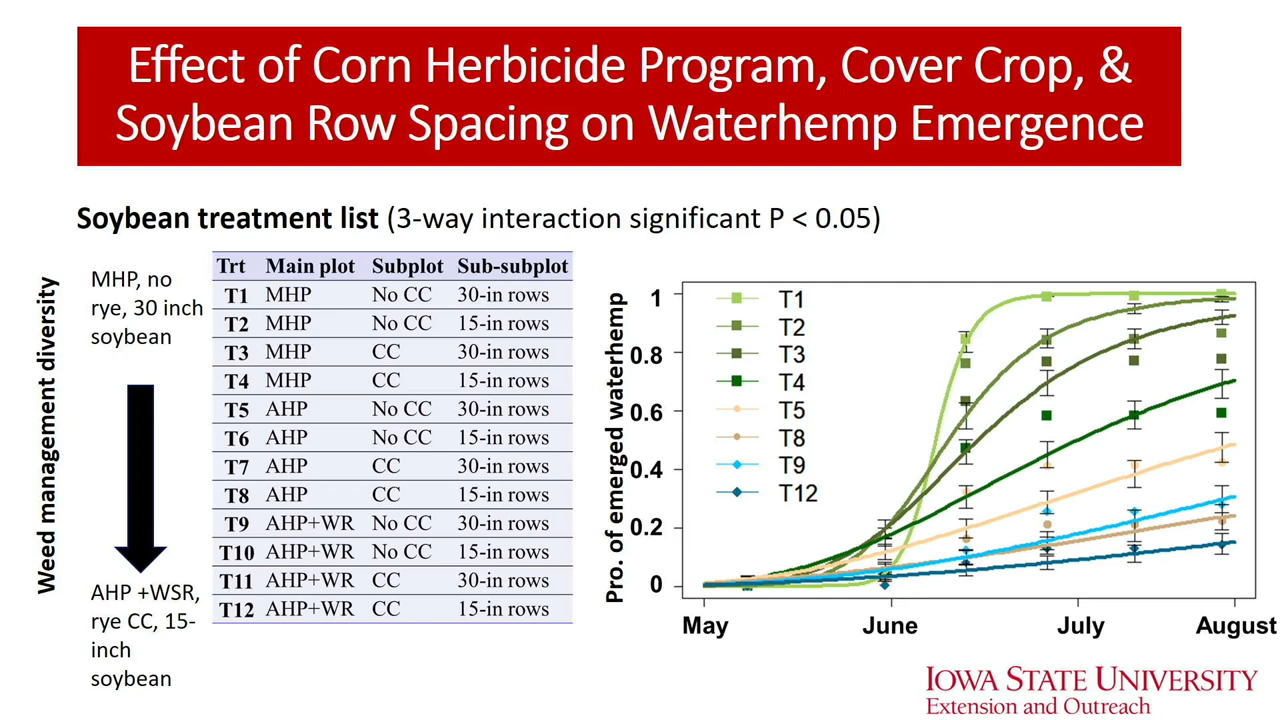 Effect of Corn Herbicide Program, Cover Crop, &
Soybean Row Spacing on Waterhemp Emergence
Soybean treatment list (3-way interaction significant P < 0.05)
Weed management diversity
MHP, no
rye, 30 inch
soybean
AHP +WSR,
rye CC, 15-
inch
soybean
Trt Main plot Subplot Sub-subplot
T1 MHP No CC 30-in rows
T2 MHP No CC 15-in rows
T3 MHP CC 30-in rows
T4 MHP CC 15-in rows
T5 AHP No CC 30-in rows
T6 AHP No CC 15-in rows
T7 AHP CC 30-in rows
T8 AHP CC 15-in rows
T9 AHP+WR No CC 30-in rows
T10 AHP+WR No CC 15-in rows
T11 AHP+WR CC 30-in rows
T12 AHP+WR CC 15-in rows
Pro. of emerged waterhemp
1
0.8
0.6
0.4
0.2
0
T1
T2
T3
T4
T5
T8
T9
T12
May June July August
IOWA STATE UNIVERSITY
Extension and Outreach